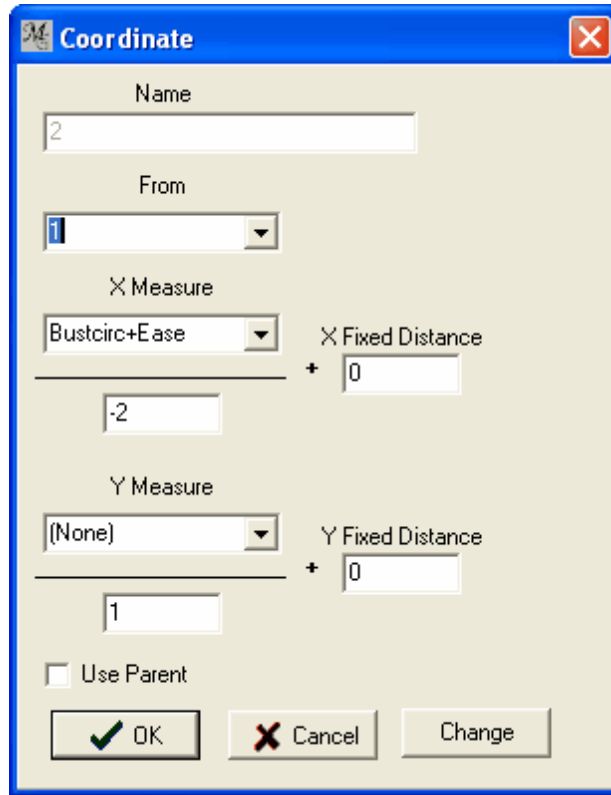 Coordinate
Name
2
From
1
X Measure
Bustcirc+Ease
X Fixed Distance
+ 0
-2
Y Measure
(None)
Y Fixed Distance
+ 0
1
Use Parent
OK Cancel Change